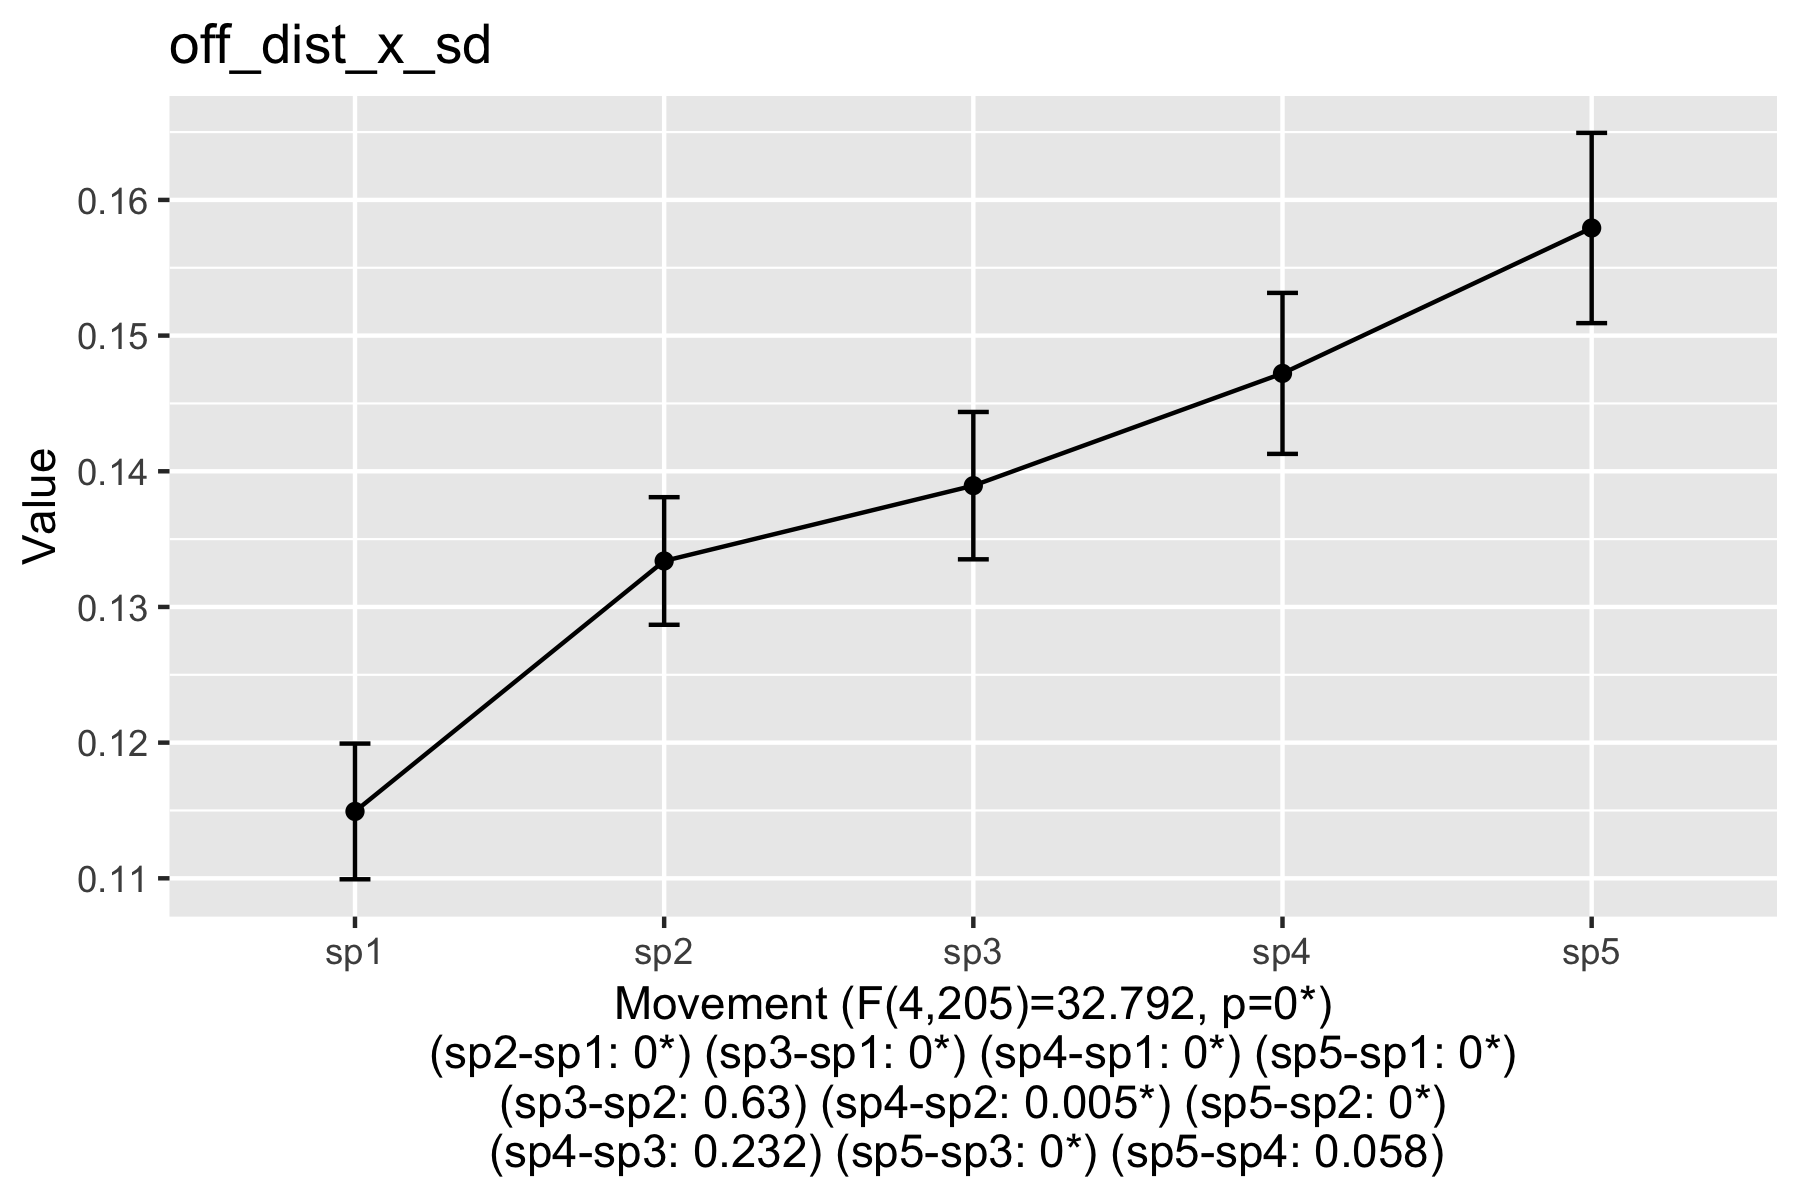 off_dist_x_sd
Value
0.16
0.15
0.14
0.13
0.12
0.11
sp1 sp2 sp3 sp4 sp5
Movement (F(4,205)=32.792, p=0*)
(sp2-sp1: 0*) (sp3-sp1: 0*) (sp4-sp1: 0*) (sp5-sp1: 0*)
(sp3-sp2: 0.63) (sp4-sp2: 0.005*) (sp5-sp2: 0*)
(sp4-sp3: 0.232) (sp5-sp3: 0*) (sp5-sp4: 0.058)